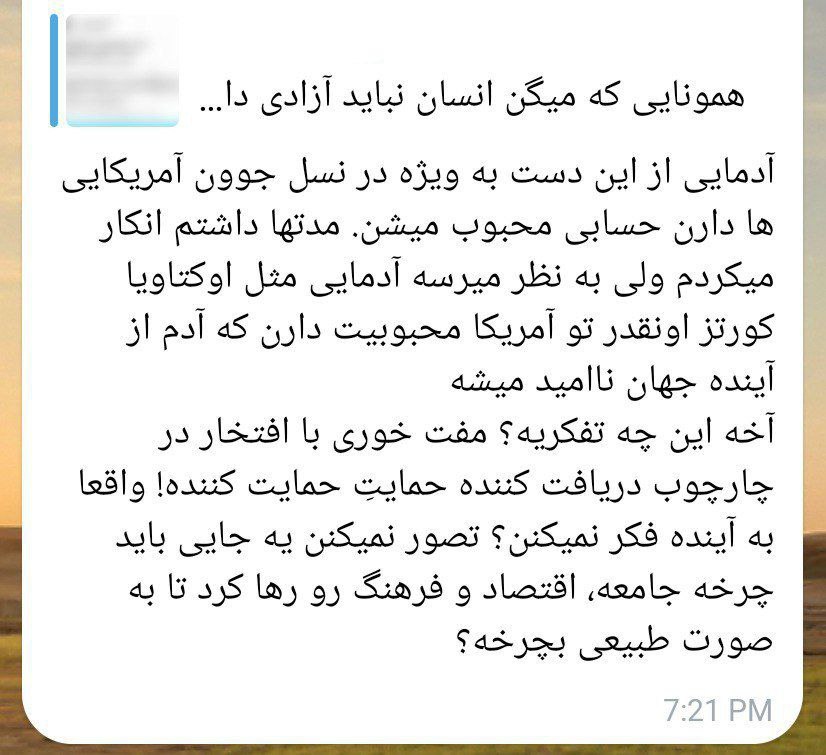 همونایی که میگن انسان نباید آزادی دا...
آدمایی از این دست به ویژه در نسل جوون آمریکایی
ها دارن حسابی محبوب میشن. مدتها داشتم انکار
میکردم ولی به نظر میرسه آدمایی مثل اوکتاویا
کورتز اونقدر تو آمریکا محبوبیت دارن که آدم از
آینده جهان ناامید میشه
آخه این چه تفکریه؟ مفت خوری با افتخار در
چارچوب دریافت کننده حمایتِ حمایت کننده! واقعا
به آینده فکر نمیکنن؟ تصور نمیکنن یه جایی باید
چرخه جامعه، اقتصاد و فرهنگ رو رها کرد تا به
صورت طبیعی بچرخه؟
7:21 PM